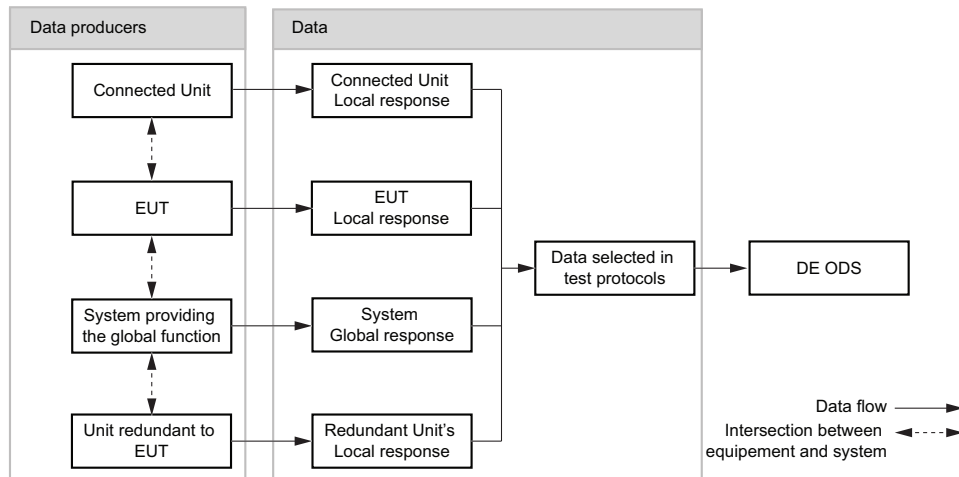 Data producers
Data
Connected Unit
Connected Unit
Local response
EUT
EUT
Local response
Data selected in
test protocols
DE ODS
System providing
the global function
System
Global response
Unit redundant to
EUT
Redundant Unit's
Local response
Data flow
Intersection between
equipement and system